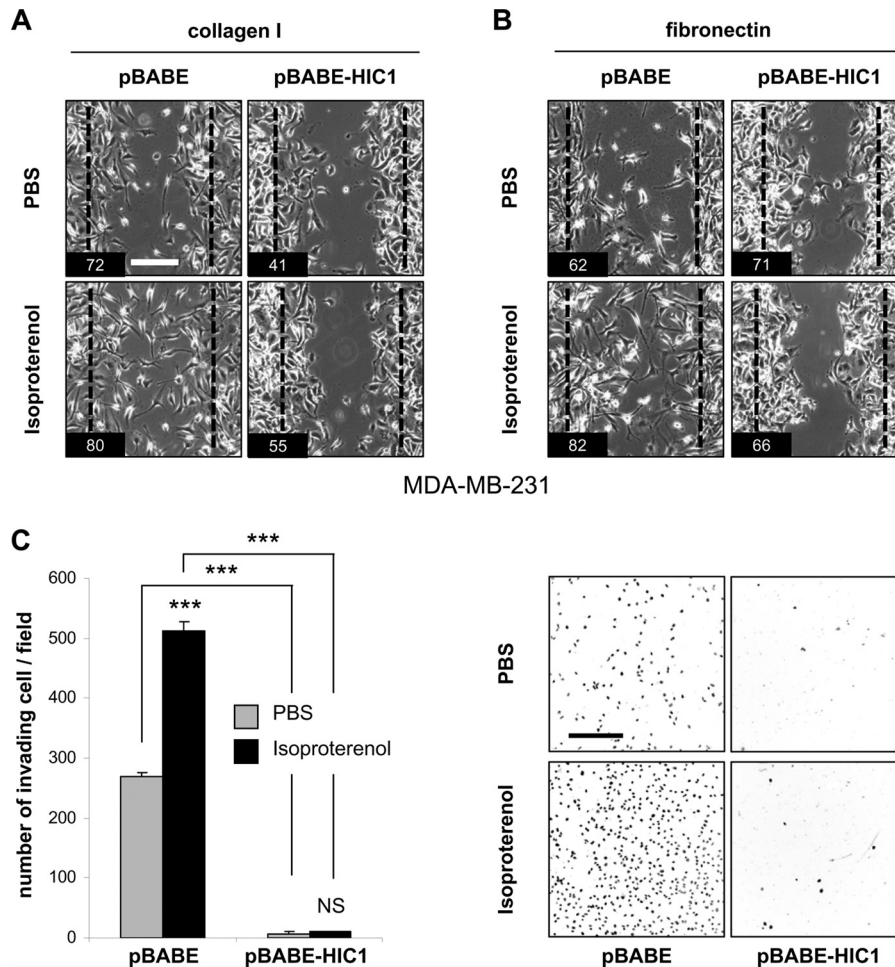 A
collagen I
pBABE pBABE-HIC1
PBS
72
41
Isoproterenol
80
55
B
fibronectin
pBABE pBABE-HIC1
PBS
62
71
Isoproterenol
82
66
MDA-MB-231
C
number of invading cell / field
600
500
400
300
200
100
0
***
***
***
PBS
Isoproterenol
NS
pBABE pBABE-HIC1
PBS
Isoproterenol
pBABE pBABE-HIC1